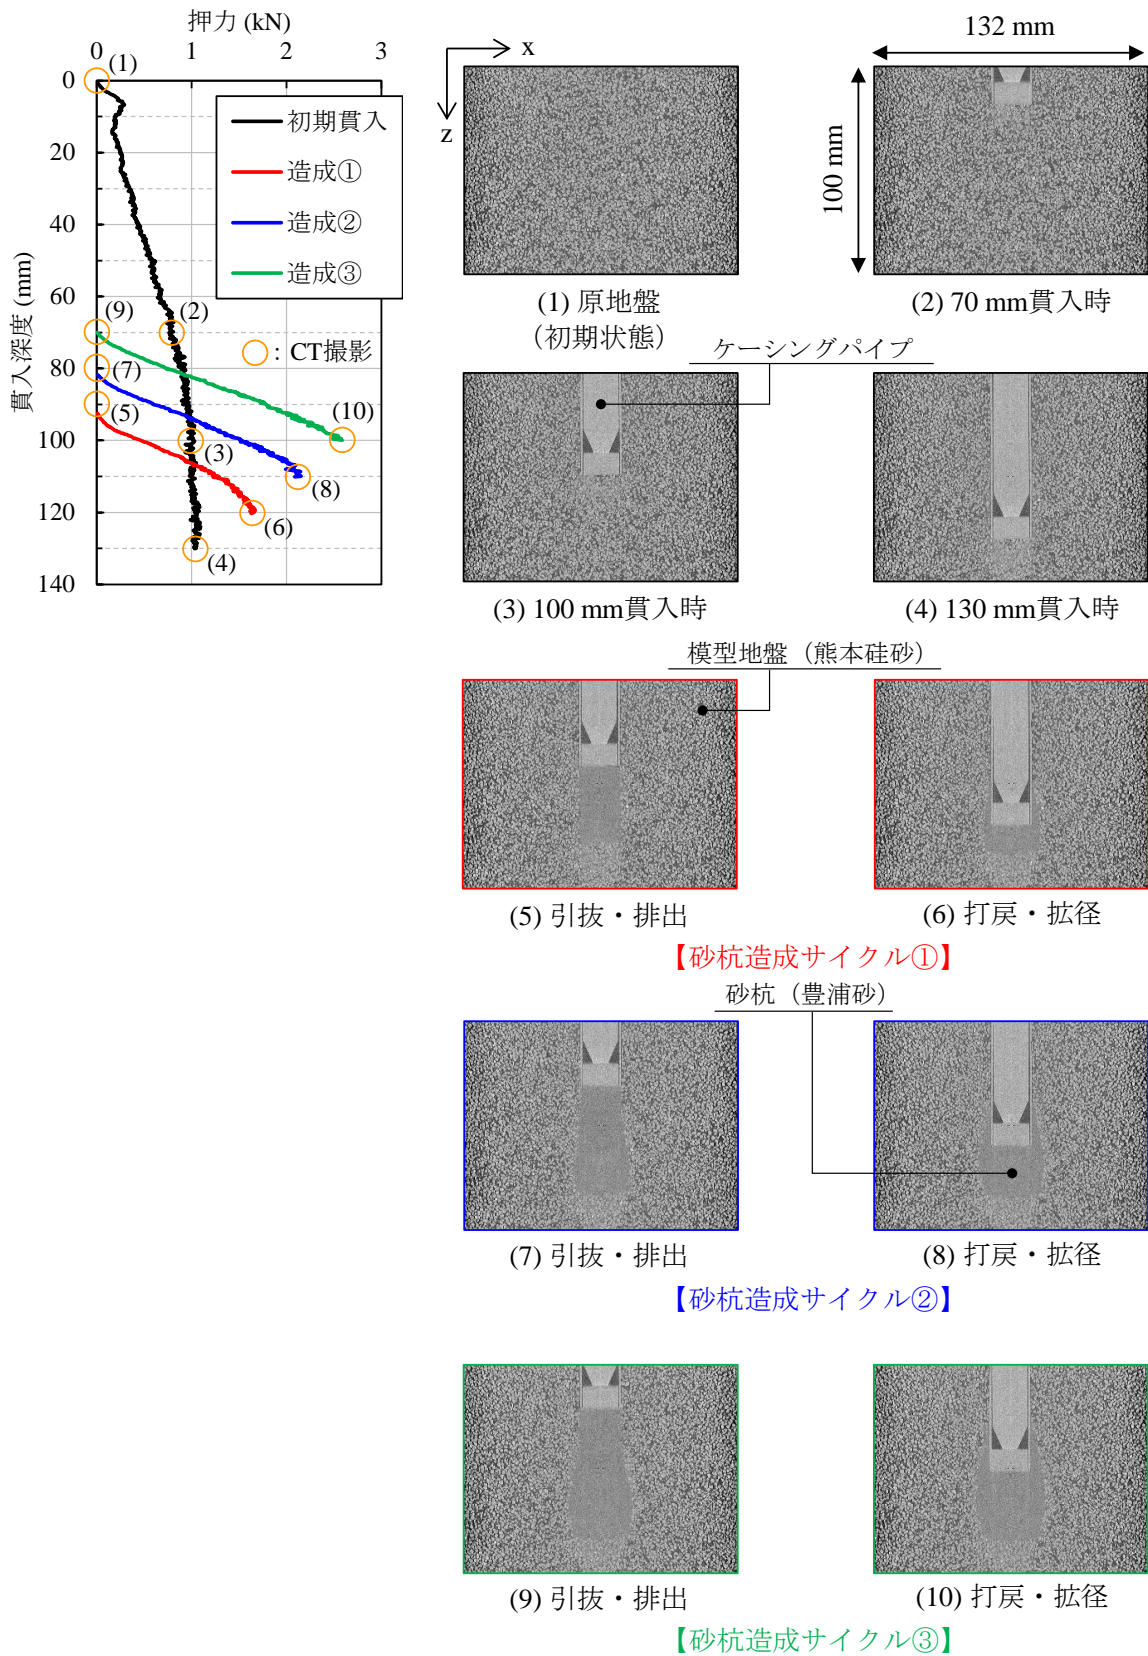 押力 (kN)
0 1 2 3
貫入深度 (mm)
0
20
40
60
80
100
120
140
(1)
初期貫入
造成①
造成②
造成③
(9)
(2)
: CT撮影
(7)
(5)
(10)
(3)
(8)
(6)
(4)
x
z
132 mm
100 mm
(1) 原地盤
(初期状態)
(2) 70 mm貫入時
ケーシングパイプ
(3) 100 mm貫入時
(4) 130 mm貫入時
模型地盤（熊本硅砂）
(5) 引抜・排出
(6) 打戻・拡径
【砂杭造成サイクル①】
砂杭（豊浦砂）
(7) 引抜・排出
(8) 打戻・拡径
【砂杭造成サイクル②】
(9) 引抜・排出
(10) 打戻・拡径
【砂杭造成サイクル③】